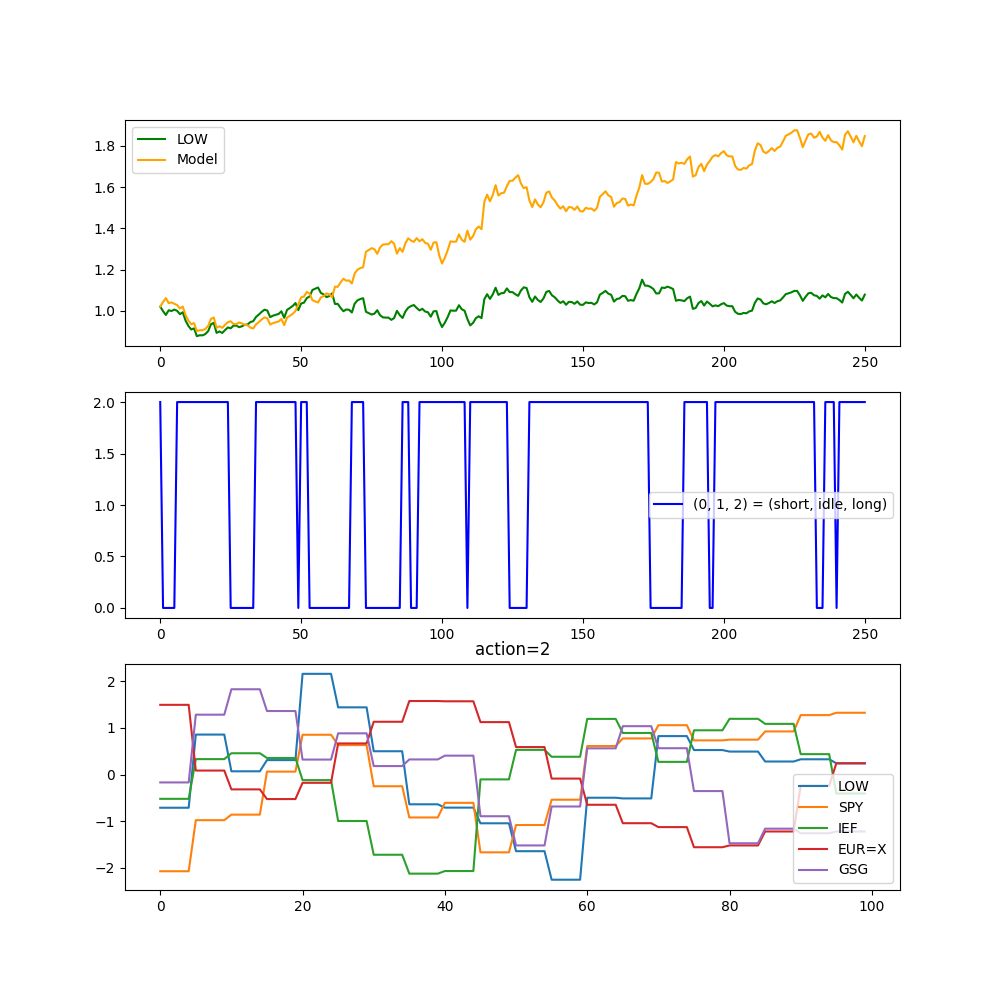 LOW
Model
1.8
1.6
1.4
1.2
1.0
0 50 100 150 200 250
2.0
1.5
1.0
0.5
0.0
(0, 1, 2) = (short, idle, long)
0 50 100 150 200 250
action=2
2
1
0
−1
−2
LOW
SPY
IEF
EUR=X
GSG
0 20 40 60 80 100